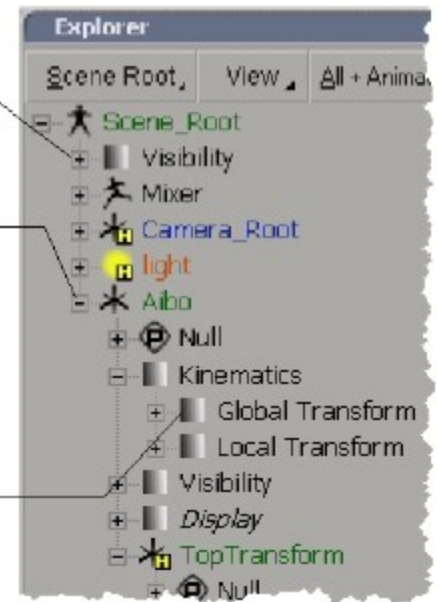 Explorer
Scene Root
View
All + Anima
Scene_Root
Visibility
Mixer
Camera_Root
H
light
H
Aibo
P Null
Kinematics
Global Transform
Local Transform
Visibility
Display
TopTransform
H
P Null